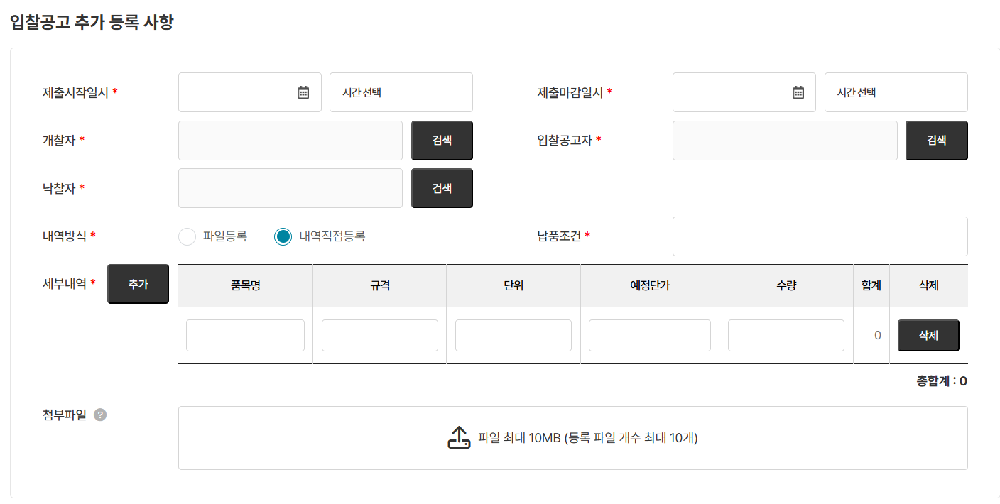 입찰공고 추가 등록 사항
제출시작일시 * 시간 선택 제출마감일시 * 시간 선택
개찰자 * 검색 입찰공고자 * 검색
낙찰자 * 검색
내역방식 * 파일등록 내역직접등록 납품조건 *
세부내역 * 추가 품목명 규격 단위 예정단가 수량 합계 삭제
0 삭제
총합계 : 0
첨부파일 ?
파일 최대 10MB (등록 파일 개수 최대 10개)